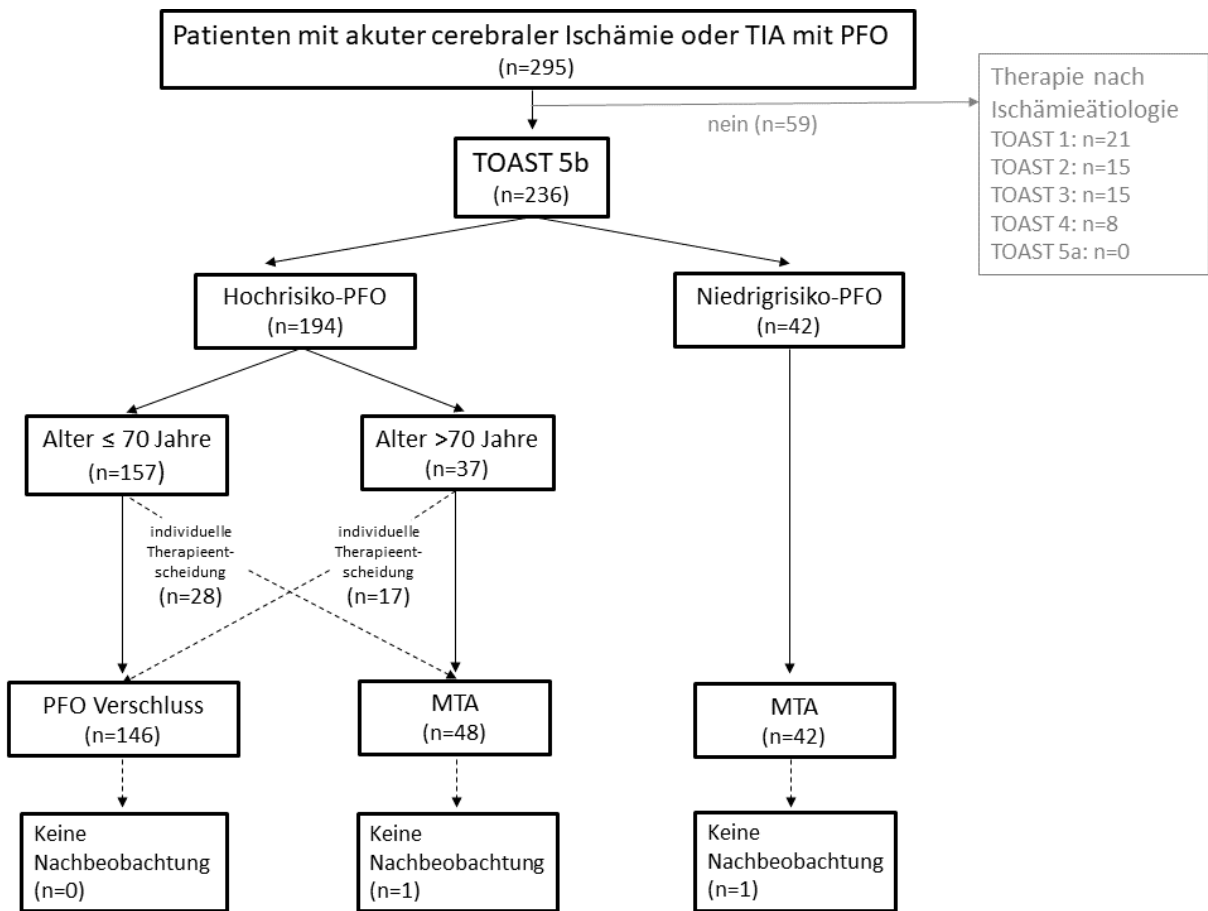 Patienten mit akuter cerebraler Ischämie oder TIA mit PFO
(n=295)
Therapie nach
Ischämieätiologie
TOAST 1: n=21
TOAST 2: n=15
TOAST 3: n=15
TOAST 4: n=8
TOAST 5a: n=0
nein (n=59)
TOAST 5b
(n=236)
Hochrisiko-PFO
(n=194)
Niedrigrisiko-PFO
(n=42)
Alter ≤ 70 Jahre
(n=157)
Alter >70 Jahre
(n=37)
individuelle
Therapieent-
scheidung
(n=28)
individuelle
Therapieent-
scheidung
(n=17)
PFO Verschluss
(n=146)
MTA
(n=48)
MTA
(n=42)
Keine
Nachbeobachtung
(n=0)
Keine
Nachbeobachtung
(n=1)
Keine
Nachbeobachtung
(n=1)